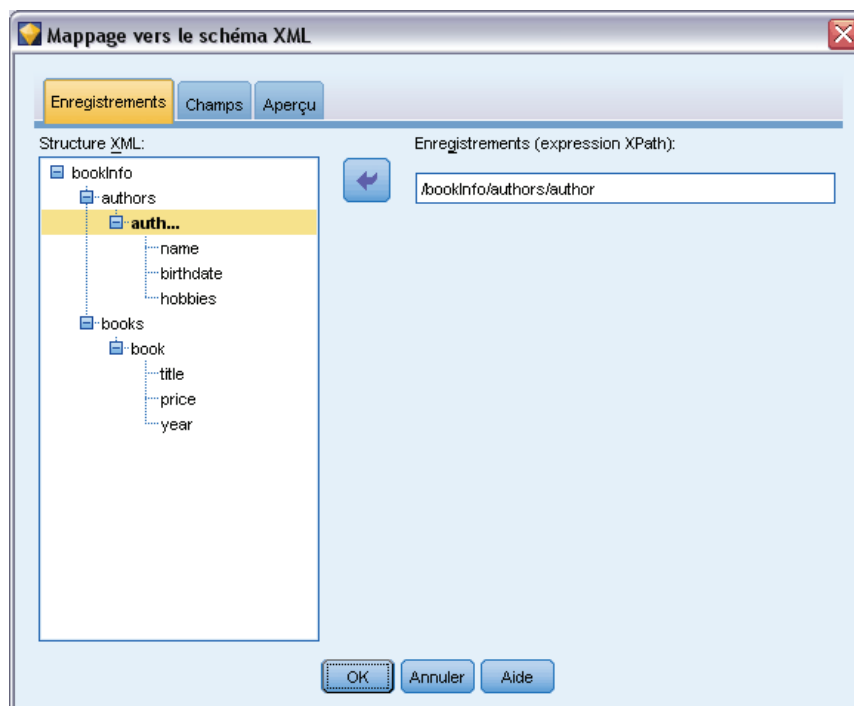 Mappage vers le schéma XML
Enregistrements Champs Aperçu
Structure XML:
Enregistrements (expression XPath):
/bookInfo/authors/author
bookInfo
authors
auth...
name
birthdate
hobbies
books
book
title
price
year
OK Annuler Aide